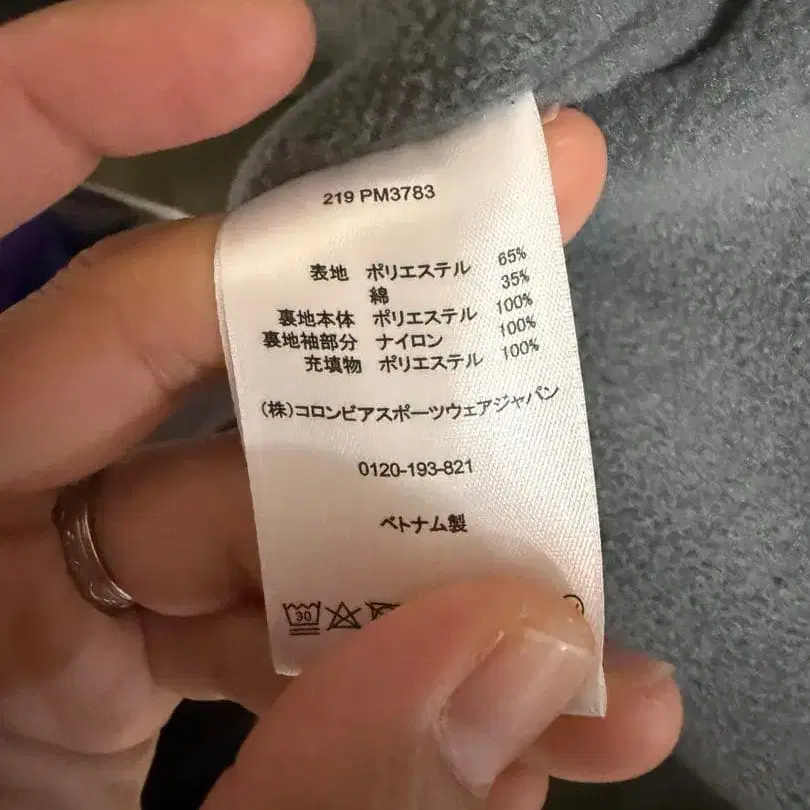 219 PM3783
表地 ポリエステル 65%
綿 35%
裏地本体 ポリエステル 100%
裏地袖部分 ナイロン 100%
充填物 ポリエステル 100%
(株)コロンビアスポーツウェアジャパン
0120-193-821
ベトナム製
30